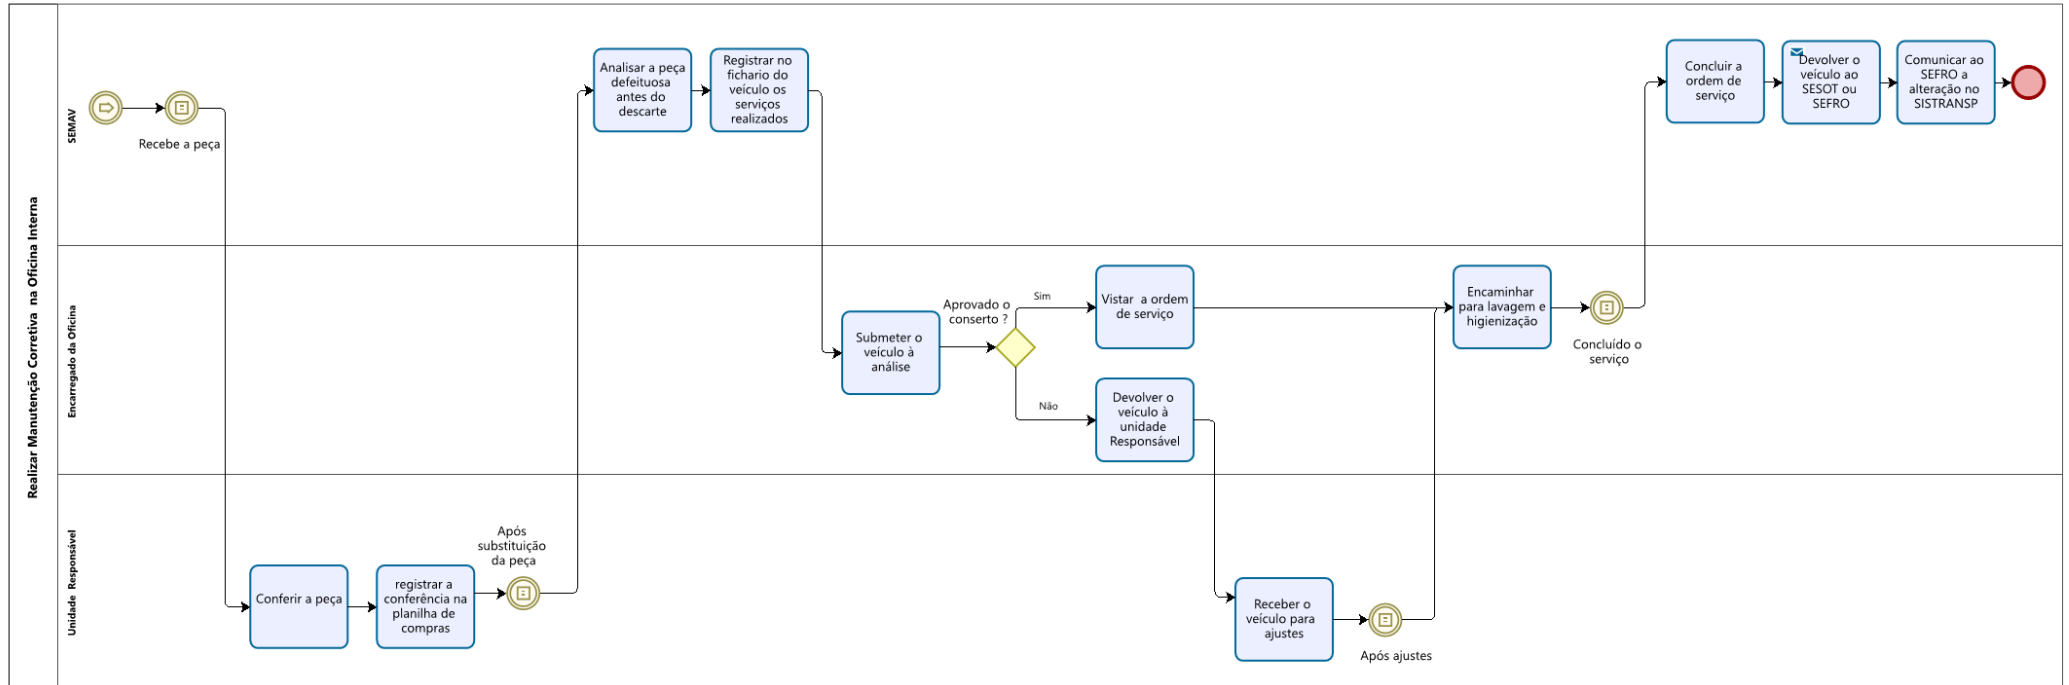 Realizar Manutenção Corretiva na Oficina Interna
SEMAV
Recebe a peça
Analisar a peça
defeituosa
antes do
descarte
Registrar no
fichario do
veículo os
serviços
realizados
Concluir a
ordem de
serviço
Devolver o
veículo ao
SESOT ou
SEFRO
Comunicar ao
SEFRO a
alteração no
SISTRANSP
Encarregado da Oficina
Submeter o
veículo à
análise
Aprovado o
conserto ?
Sim
Vistar a ordem
de serviço
Não
Devolver o
veículo à
unidade
Responsável
Encaminhar
para lavagem e
higienização
Concluído o
serviço
Unidade Responsável
Conferir a peça
registrar a
conferência na
planilha de
compras
Após
substituição
da peça
Receber o
veículo para
ajustes
Após ajustes